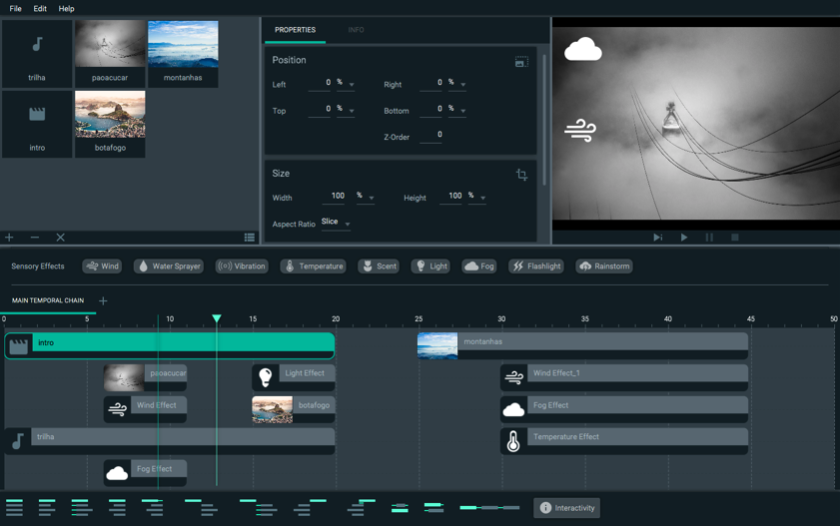 File Edit Help
trilha paoacucar montanhas
intro botafogo
PROPERTIES INFO
Position
Left 0 % Right 0 %
Top 0 % Bottom 0 %
Z-Order 0
Size
Width 100 % Height 100 %
Aspect Ratio Slice
Sensory Effects Wind Water Sprayer Vibration Temperature Scent Light Fog Flashlight Rainstorm
MAIN TEMPORAL CHAIN
0 5 10 15 20 25 30 35 40 45 50
intro montanhas
paoacucar Light Effect Wind Effect_1
Wind Effect botafogo Fog Effect
trilha Temperature Effect
Fog Effect
Interactivity